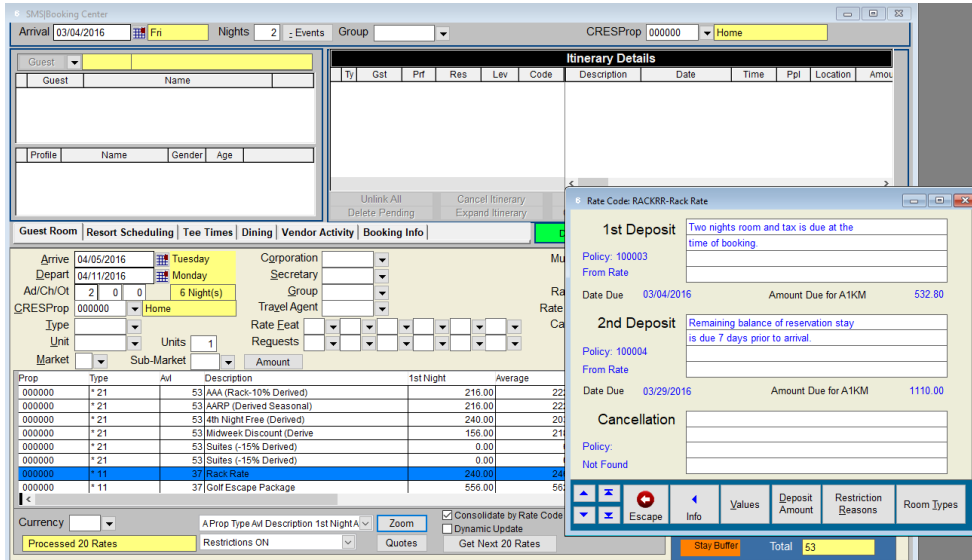 SMS|Booking Center
Arrival 03/04/2016 Fri Nights 2 - Events Group CRESProp 000000 Home
Guest
Guest Name
Profile Name Gender Age
Itinerary Details
Ty Gst Prf Res Lev Code Description Date Time Ppl Location Amou
Unlink All Cancel Itinerary
Delete Pending Expand Itinerary
Guest Room Resort Scheduling Tee Times Dining Vendor Activity Booking Info
Arrive 04/05/2016 Tuesday Corporation Mu
Depart 04/11/2016 Monday Secretary
Ad/Ch/Ot 2 0 0 6 Night(s) Group Ra
CRESProp 000000 Home Travel Agent Rate
Type Rate Feat Ca
Unit Units 1 Requests
Market Sub-Market Amount
Prop Type Avl Description 1st Night Average
000000 * 21 53 AAA (Rack-10% Derived) 216.00 222
000000 * 21 53 AARP (Derived Seasonal) 216.00 222
000000 * 21 53 4th Night Free (Derived) 240.00 203
000000 * 21 53 Midweek Discount (Derive 156.00 218
000000 * 21 53 Suites (-15% Derived) 0.00
000000 * 21 53 Suites (-15% Derived) 0.00
000000 * 11 37 Rack Rate 240.00 24
000000 * 11 37 Golf Escape Package 556.00 562
Currency A Prop Type Avl Description 1st Night A Zoom Consolidate by Rate Code
Dynamic Update
Processed 20 Rates Restrictions ON Quotes Get Next 20 Rates
Stay Buffer Total 53
Rate Code: RACKRR-Rack Rate
1st Deposit Two nights room and tax is due at the
time of booking.
Policy: 100003
From Rate
Date Due 03/04/2016 Amount Due for A1KM 532.80
2nd Deposit Remaining balance of reservation stay
is due 7 days prior to arrival.
Policy: 100004
From Rate
Date Due 03/29/2016 Amount Due for A1KM 1110.00
Cancellation
Policy:
Not Found
Escape Info Values Deposit Amount Restriction Reasons Room Types